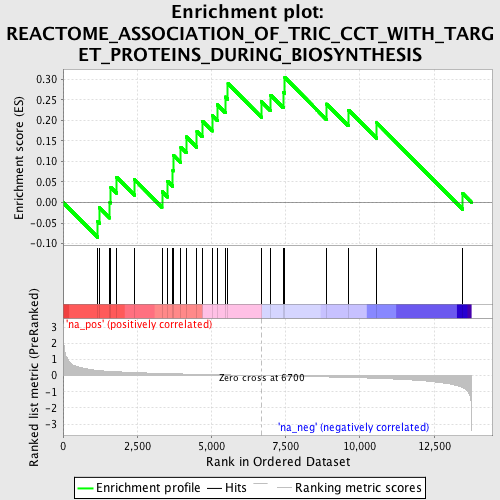 Enrichment plot:
REACTOME_ASSOCIATION_OF_TRIC_CCT_WITH_TARG
ET_PROTEINS_DURING_BIOSYNTHESIS
Enrichment score (ES)
0.30
0.25
0.20
0.15
0.10
0.05
0.00
-0.05
-0.10
'na_pos' (positively correlated)
Ranked list metric (PreRanked)
3
2
1
0
-1
-2
-3
Zero cross at 6700
'na_neg' (negatively correlated)
0
2,500
5,000
7,500
10,000
12,500
Rank in Ordered Dataset
Enrichment profile
Hits
Ranking metric scores